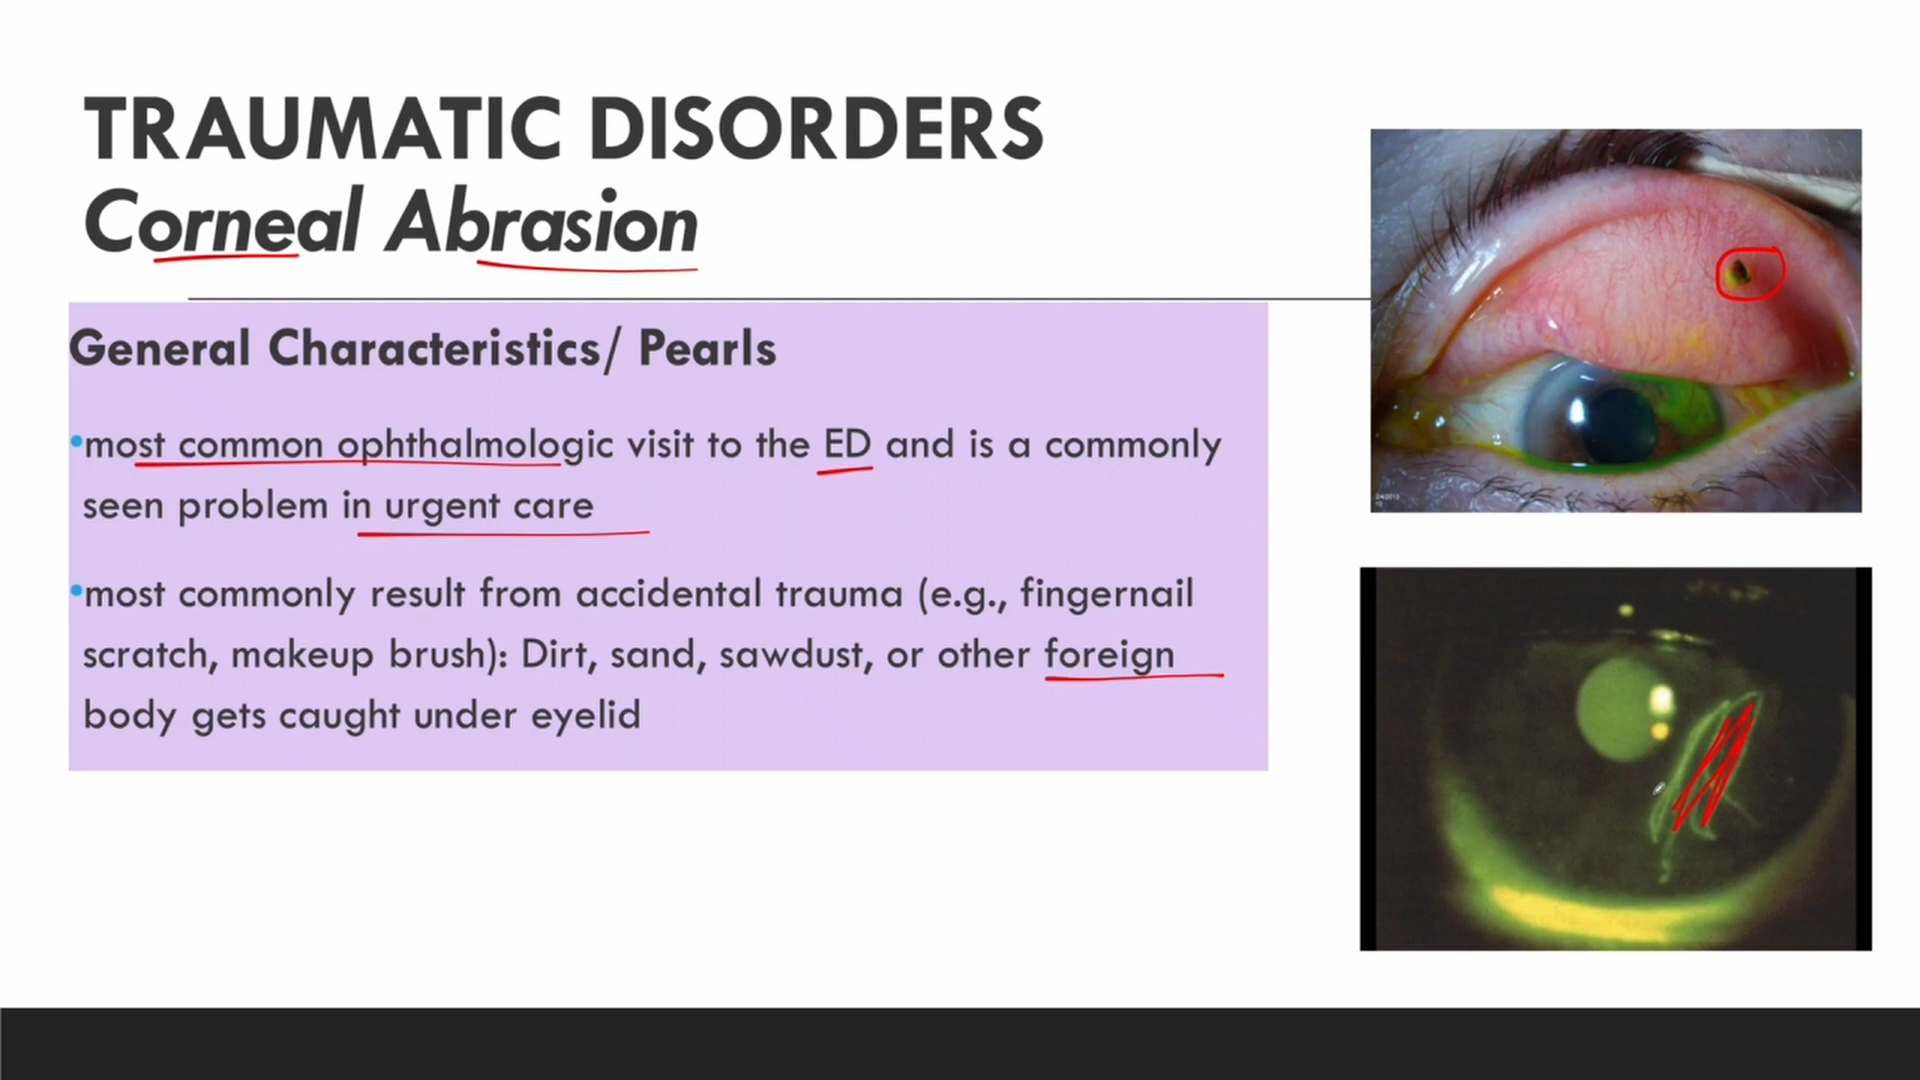 TRAUMATIC DISORDERS
Corneal Abrasion
General Characteristics/ Pearls
•most common ophthalmologic visit to the ED and is a commonly
seen problem in urgent care
•most commonly result from accidental trauma (e.g., fingernail
scratch, makeup brush): Dirt, sand, sawdust, or other foreign
body gets caught under eyelid